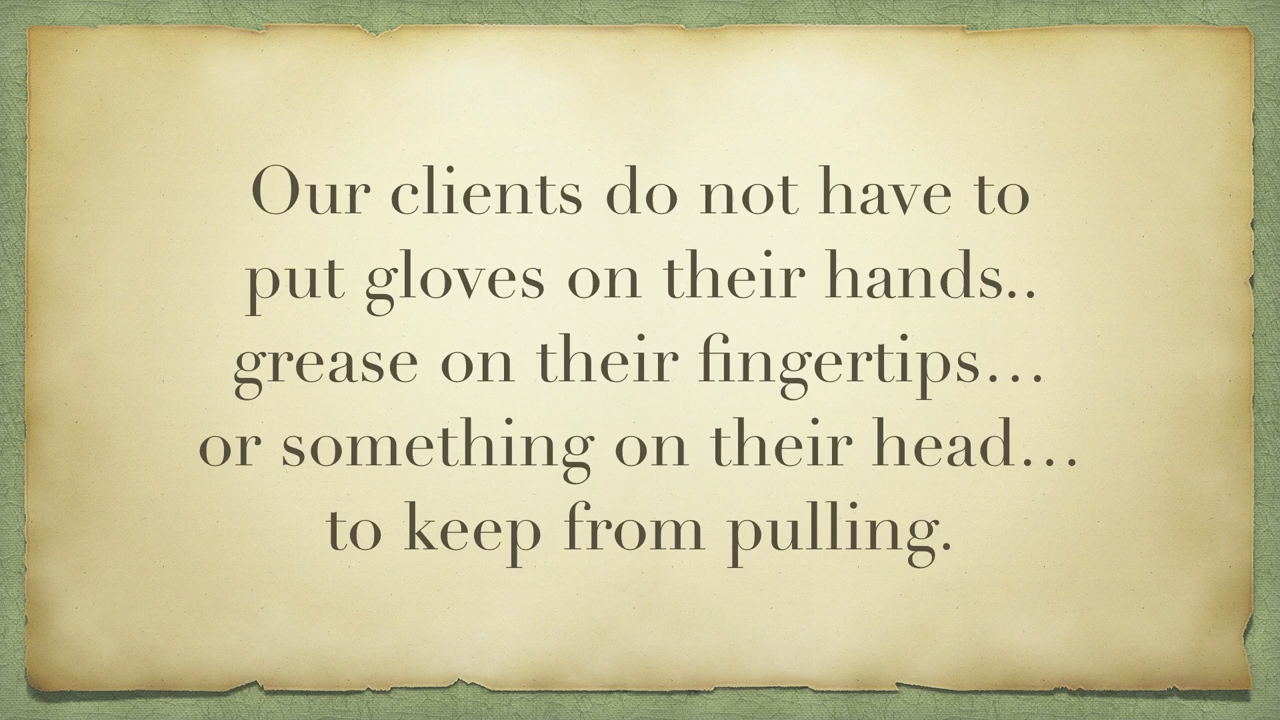 Our clients do not have to
put gloves on their hands..
grease on their fingertips…
or something on their head…
to keep from pulling.